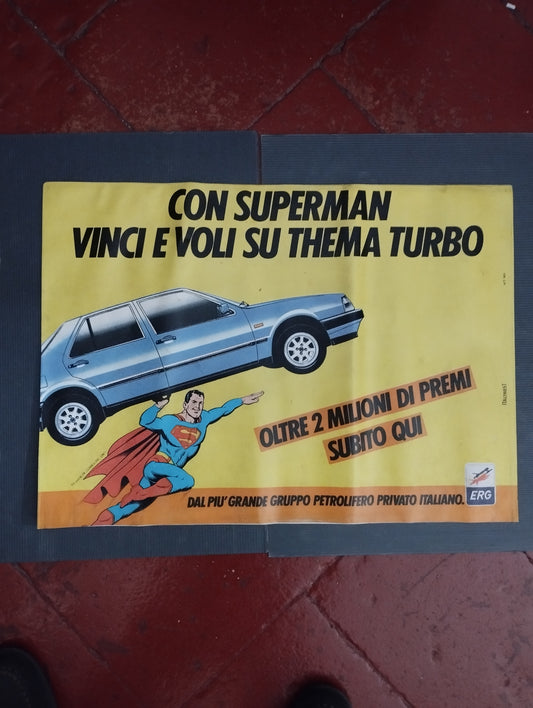 CON SUPERMAN
VINCI E VOLI SU THEMA TURBO
OLTRE 2 MILIONI DI PREMI
SUBITO QUI
DAL PIU' GRANDE GRUPPO PETROLIFERO PRIVATO ITALIANO.
ERG